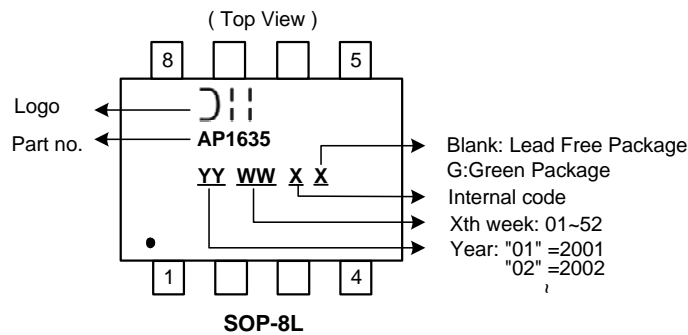 ( Top View )
8 5
Logo
Part no. AP1635
YY WW X X
Blank: Lead Free Package
G:Green Package
Internal code
Xth week: 01~52
Year: "01" =2001
"02" =2002
~
1 4
SOP-8L